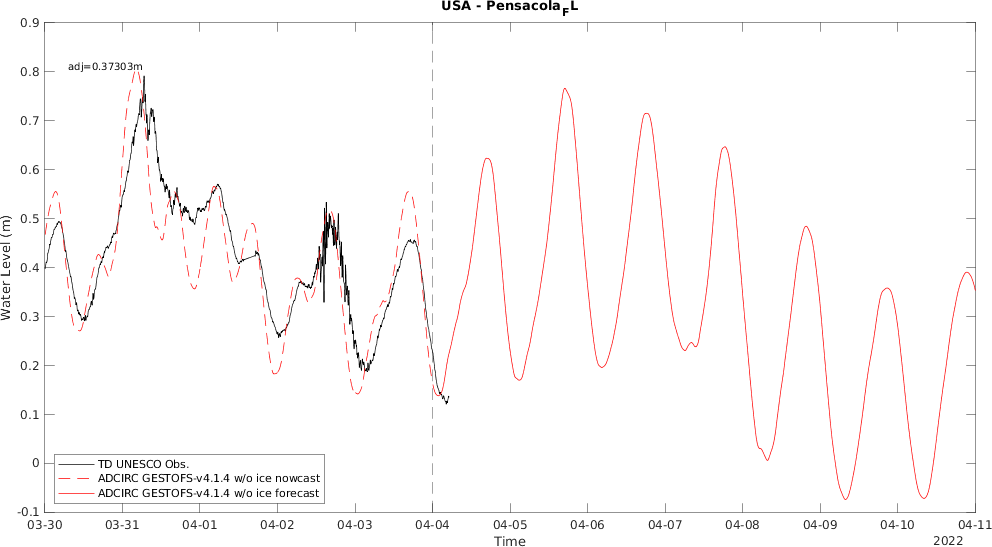 USA - Pensacola_FL
0.9
0.8
0.7
0.6
0.5
0.4
0.3
0.2
0.1
0
-0.1
Water Level (m)
adj=0.37303m
TD UNESCO Obs.
ADCIRC GESTOFS-v4.1.4 w/o ice nowcast
ADCIRC GESTOFS-v4.1.4 w/o ice forecast
03-30 03-31 04-01 04-02 04-03 04-04 04-05 04-06 04-07 04-08 04-09 04-10 04-11
Time
2022